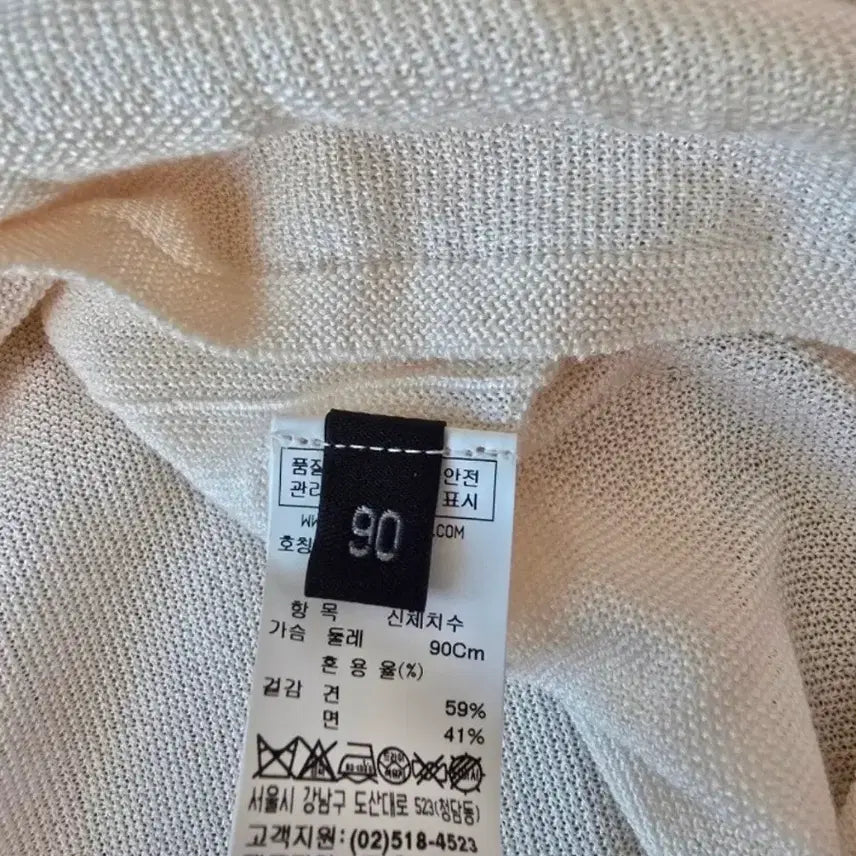 품질 안전
관리 표시
WW .COM
호칭
90
항 목 신체치수
가슴 둘레 90Cm
혼 용 율(%)
겉감 견 59%
면 41%
서울시 강남구 도산대로 523(청담동)
고객지원: (02)518-4523